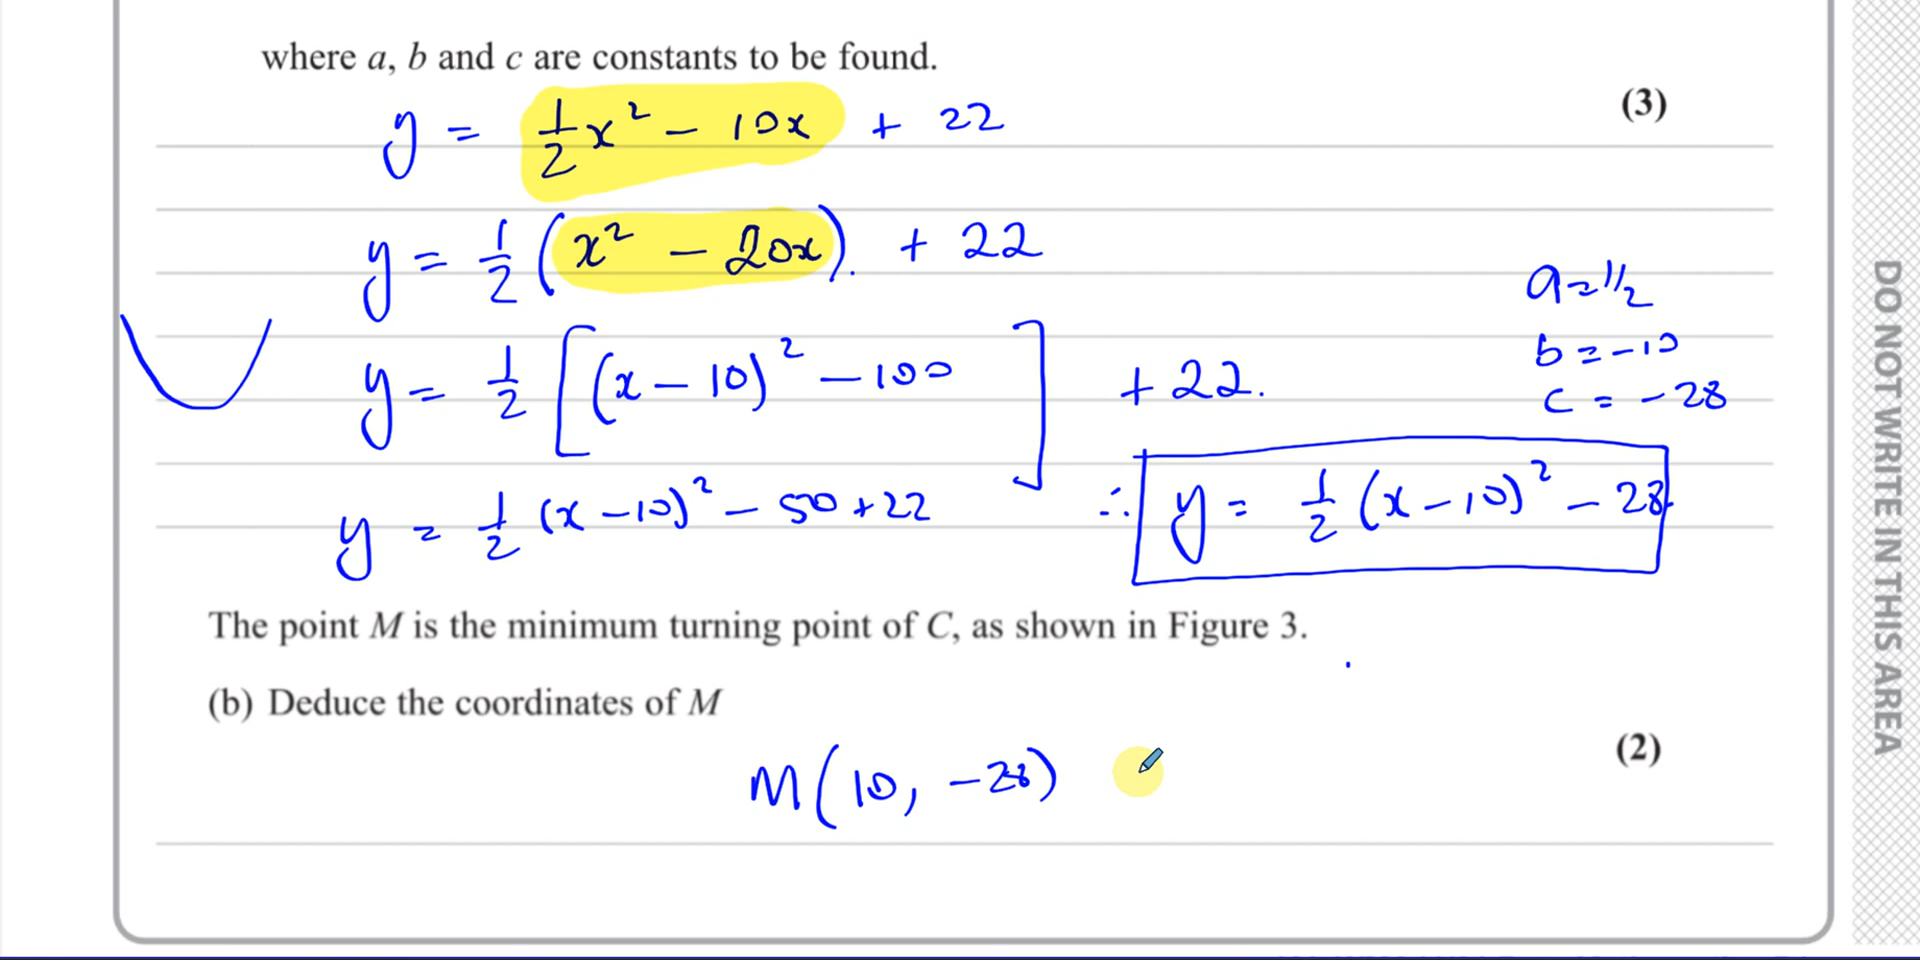 where a, b and c are constants to be found.
(3)
y = 1/2 x² - 10x + 22
y = 1/2 (x² - 20x). + 22
y = 1/2 [(x - 10)² - 100] + 22.
a = 1/2
b = -10
c = -28
y = 1/2 (x - 10)² - 50 + 22
∴ y = 1/2 (x - 10)² - 28
The point M is the minimum turning point of C, as shown in Figure 3.
(b) Deduce the coordinates of M
(2)
M(10, -28)
DO NOT WRITE IN THIS AREA